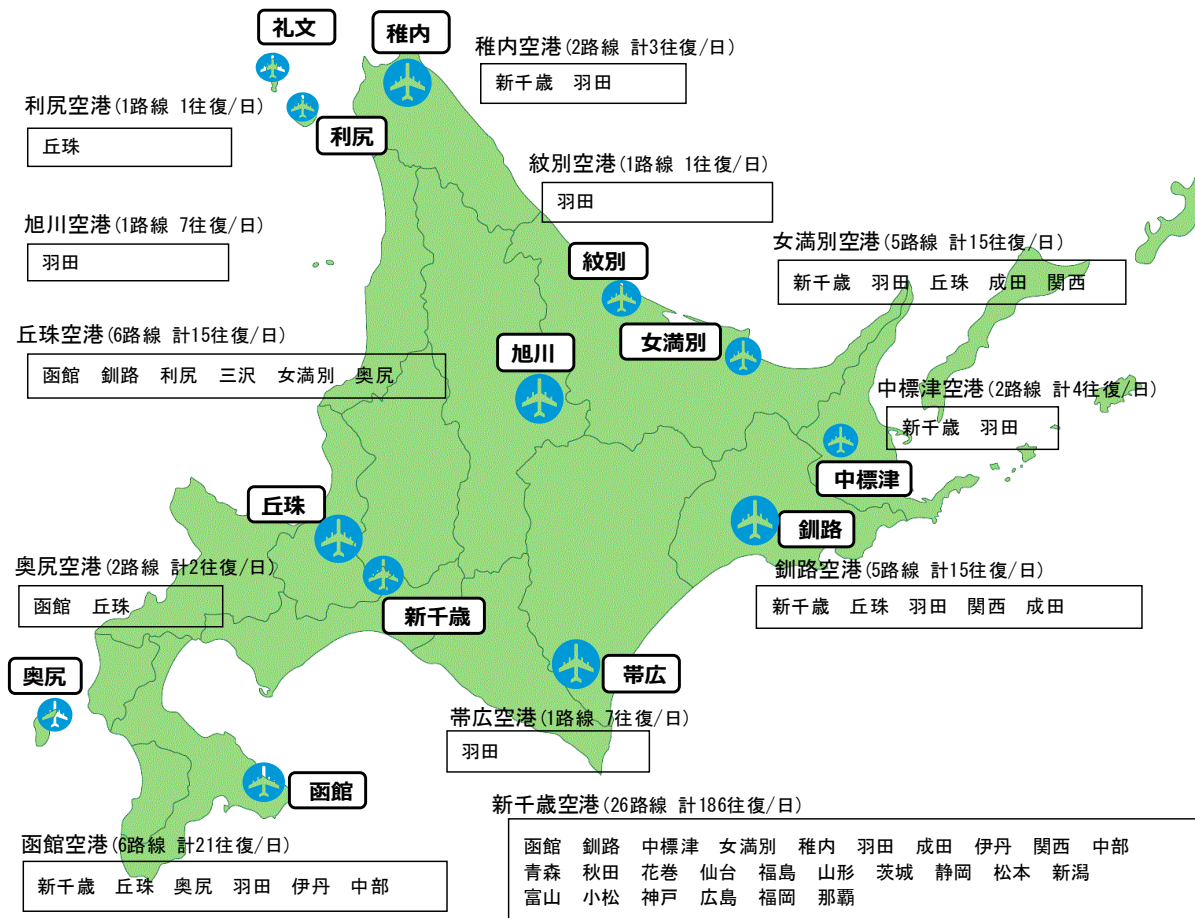 礼文
稚内
稚内空港(2路線 計3往復/日)
新千歳 羽田
利尻空港(1路線 1往復/日)
丘珠
利尻
紋別空港(1路線 1往復/日)
羽田
旭川空港(1路線 7往復/日)
羽田
女満別空港(5路線 計15往復/日)
新千歳 羽田 丘珠 成田 関西
紋別
女満別
丘珠空港(6路線 計15往復/日)
函館 釧路 利尻 三沢 女満別 奥尻
旭川
中標津空港(2路線 計4往復/日)
新千歳 羽田
中標津
丘珠
釧路
奥尻空港(2路線 計2往復/日)
函館 丘珠
釧路空港(5路線 計15往復/日)
新千歳 丘珠 羽田 関西 成田
新千歳
奥尻
帯広
帯広空港(1路線 7往復/日)
羽田
函館
新千歳空港(26路線 計186往復/日)
函館 釧路 中標津 女満別 稚内 羽田 成田 伊丹 関西 中部
青森 秋田 花巻 仙台 福島 山形 茨城 静岡 松本 新潟
富山 小松 神戸 広島 福岡 那覇
函館空港(6路線 計21往復/日)
新千歳 丘珠 奥尻 羽田 伊丹 中部